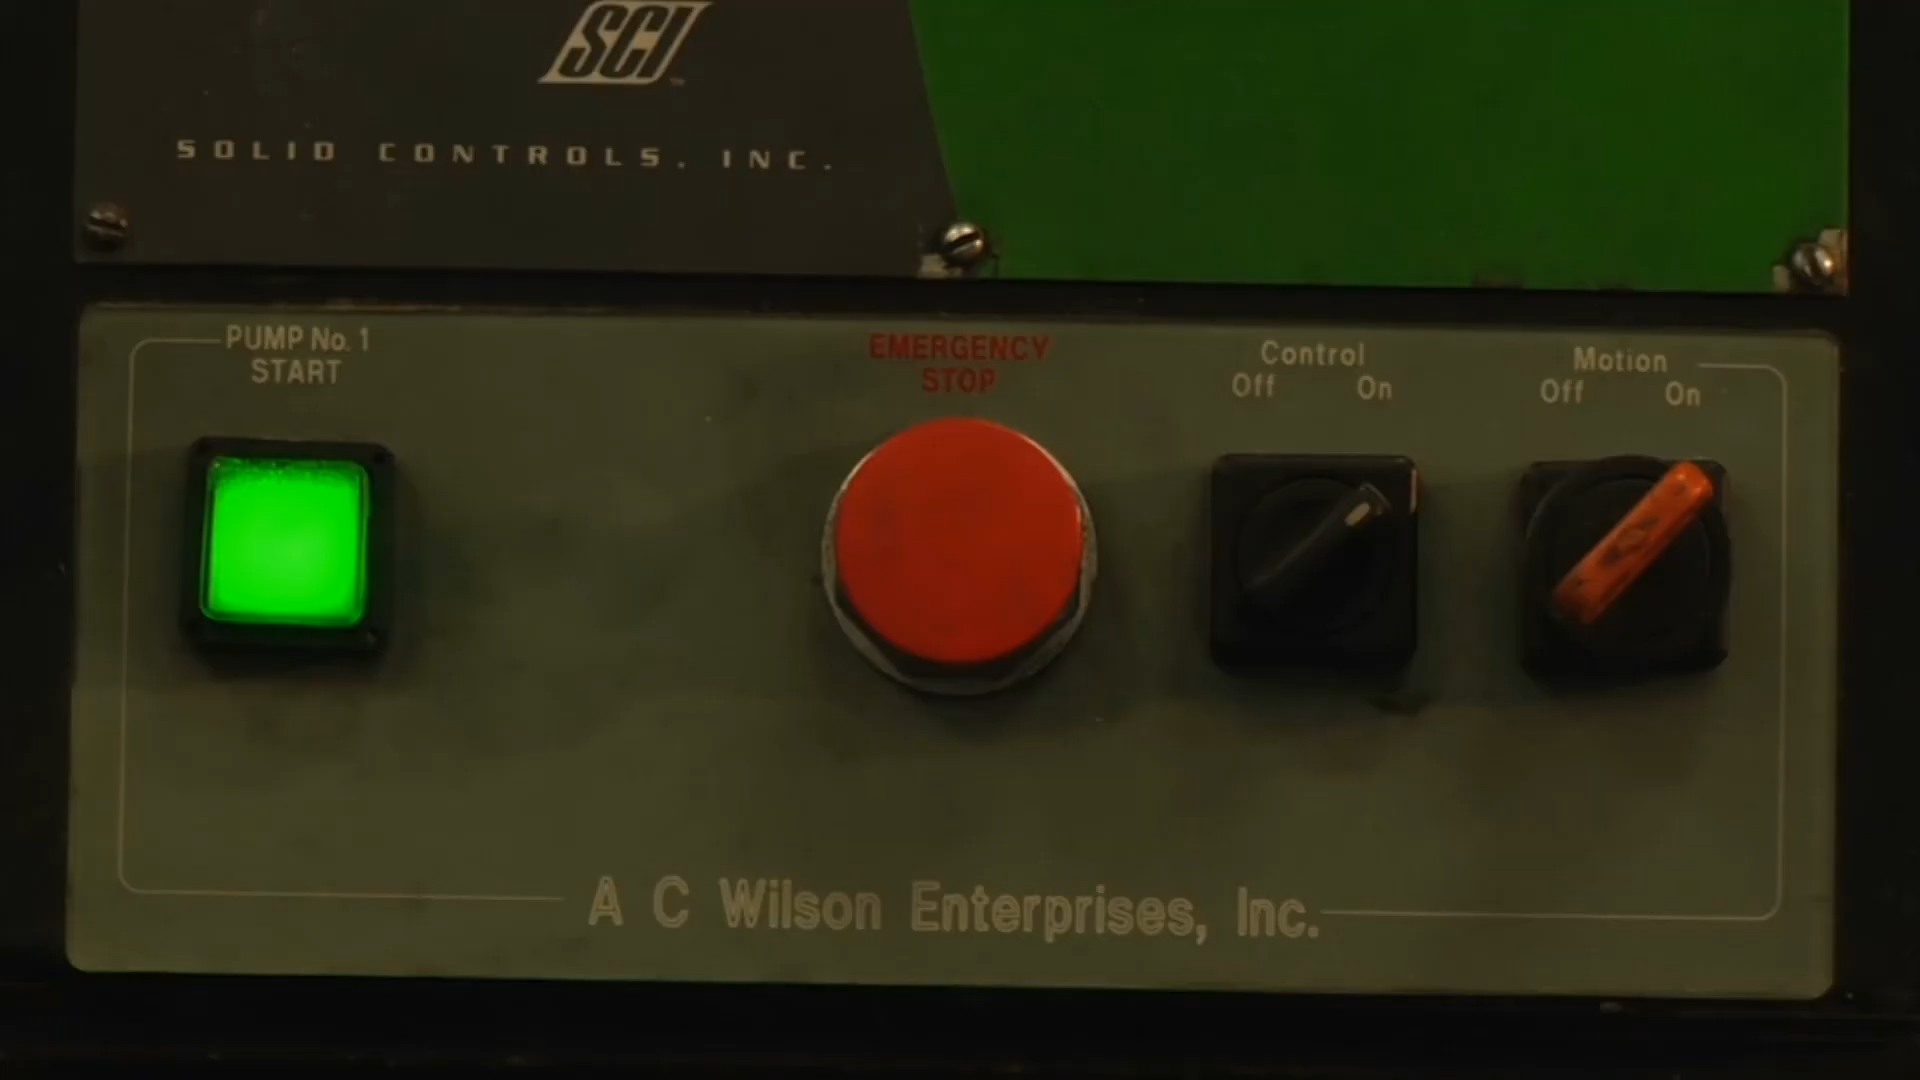 SCI
SOLID CONTROLS, INC.
PUMP No. 1
START
EMERGENCY
STOP
Control
Off On
Motion
Off On
A C Wilson Enterprises, Inc.